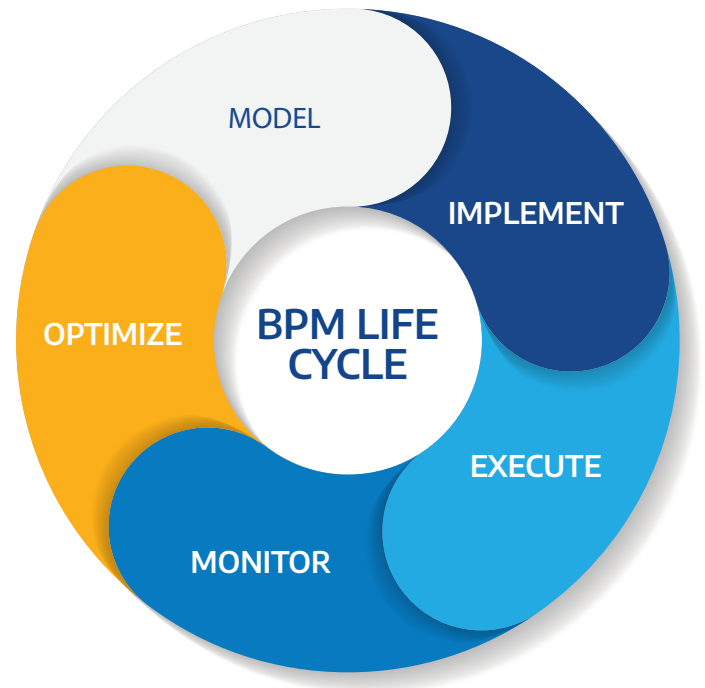 MODEL
IMPLEMENT
OPTIMIZE
BPM LIFE
CYCLE
EXECUTE
MONITOR